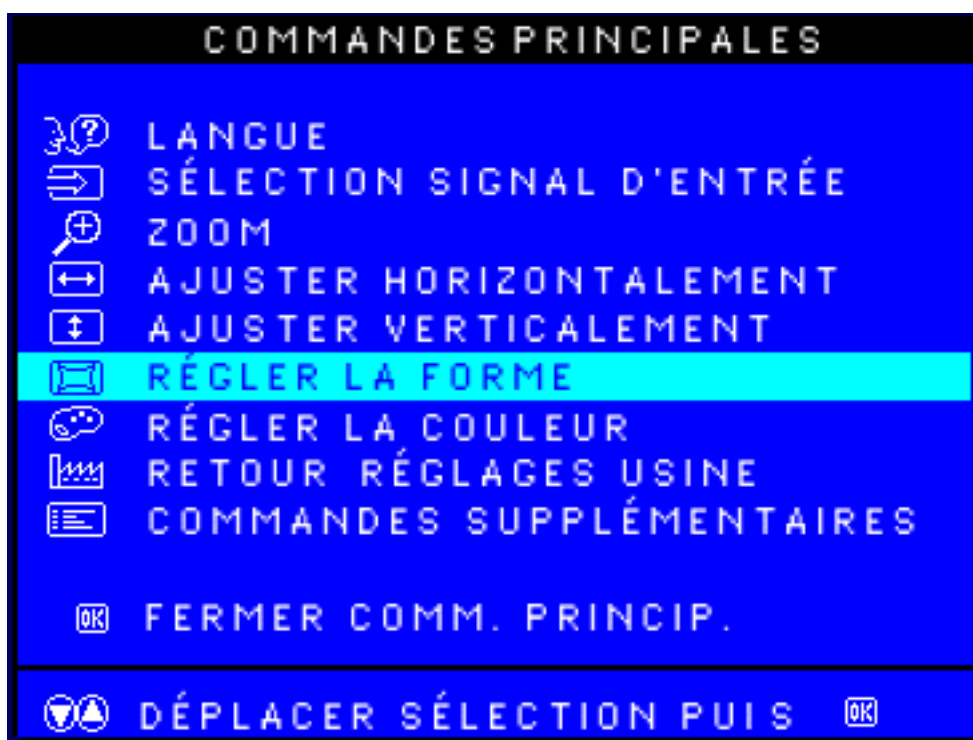 COMMANDES PRINCIPALES
LANGUE
SÉLECTION SIGNAL D'ENTRÉE
ZOOM
AJUSTER HORIZONTALEMENT
AJUSTER VERTICALEMENT
RÉGLER LA FORME
RÉGLER LA COULEUR
RETOUR RÉGLAGES USINE
COMMANDES SUPPLÉMENTAIRES
OK FERMER COMM. PRINCIP.
DÉPLACER SÉLECTION PUIS OK